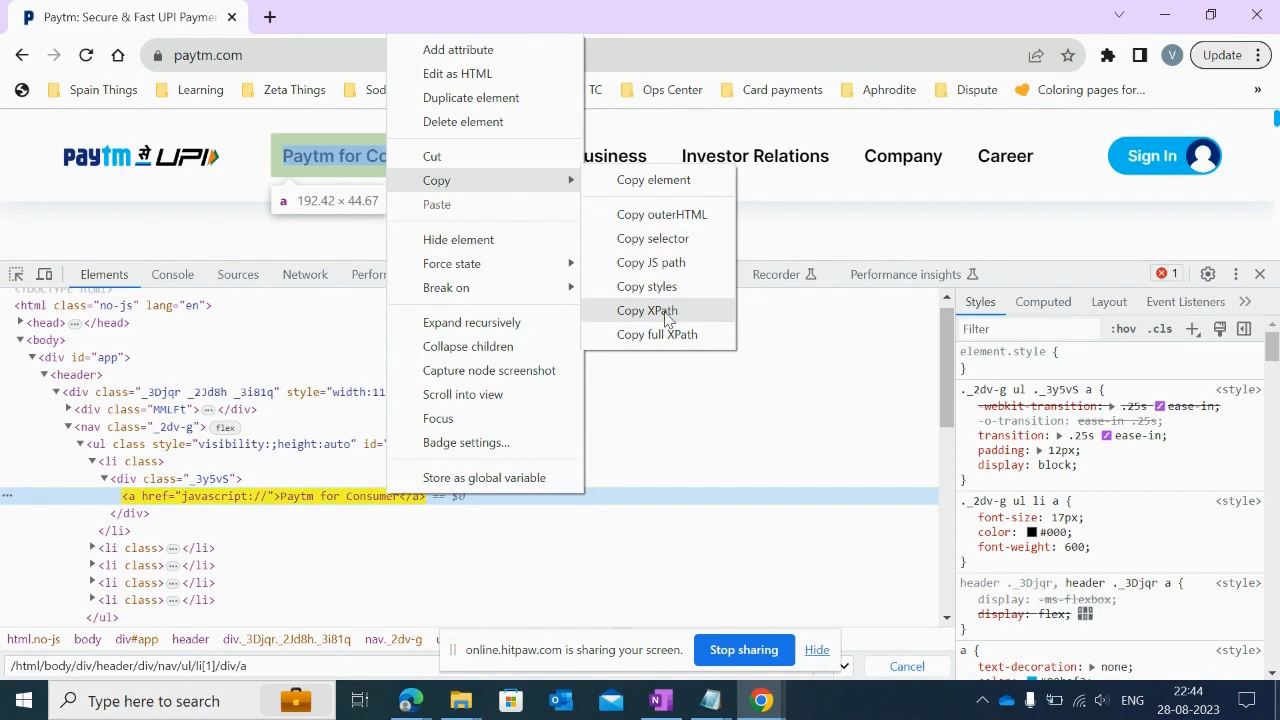 Paytm: Secure & Fast UPI Payme
paytm.com
Update
V
Spain Things
Learning
Zeta Things
Sod
TC
Ops Center
Card payments
Aphrodite
Dispute
Coloring pages for...
»
paytm से UPI
Paytm for Co
usiness
Investor Relations
Company
Career
Sign In
a 192.42 × 44.67
Add attribute
Edit as HTML
Duplicate element
Delete element
Cut
Copy
Paste
Hide element
Force state
Break on
Expand recursively
Collapse children
Capture node screenshot
Scroll into view
Focus
Badge settings...
Store as global variable
Copy element
Copy outerHTML
Copy selector
Copy JS path
Copy styles
Copy XPath
Copy full XPath
Elements
Console
Sources
Network
Perforr
Recorder
Performance insights
1
<!DOCTYPE html>
<html class="no-js" lang="en">
<head> ··· </head>
<body>
<div id="app">
<header>
<div class="_3Djqr _2Jd8h _3i81q" style="width:11
<div class="MMLFt"> ··· </div>
<nav class="_2dv-g"> flex
<ul class style="visibility:;height:auto" id=
<li class>
<div class="_3y5vS">
··· <a href="javascript://">Paytm for Consumer</a> == $0
</div>
</li>
<li class> ··· </li>
<li class> ··· </li>
<li class> ··· </li>
<li class> ··· </li>
</ul>
html.no-js body div#app header div._3Djqr._2Jd8h._3i81q nav._2dv-g
/html/body/div/header/div/nav/ul/li[1]/div/a
Cancel
online.hitpaw.com is sharing your screen.
Stop sharing
Hide
Styles
Computed
Layout
Event Listeners
»
Filter
:hov .cls
element.style {
}
._2dv-g ul ._3y5vS a { <style>
-webkit-transition: .25s ease-in;
-o-transition: ease-in .25s;
transition: .25s ease-in;
padding: 12px;
display: block;
}
._2dv-g ul li a { <style>
font-size: 17px;
color: #000;
font-weight: 600;
}
header ._3Djqr, header ._3Djqr a { <style>
display: -ms-flexbox;
display: flex;
}
a { <style>
text-decoration: none;
Type here to search
ENG
22:44
28-08-2023